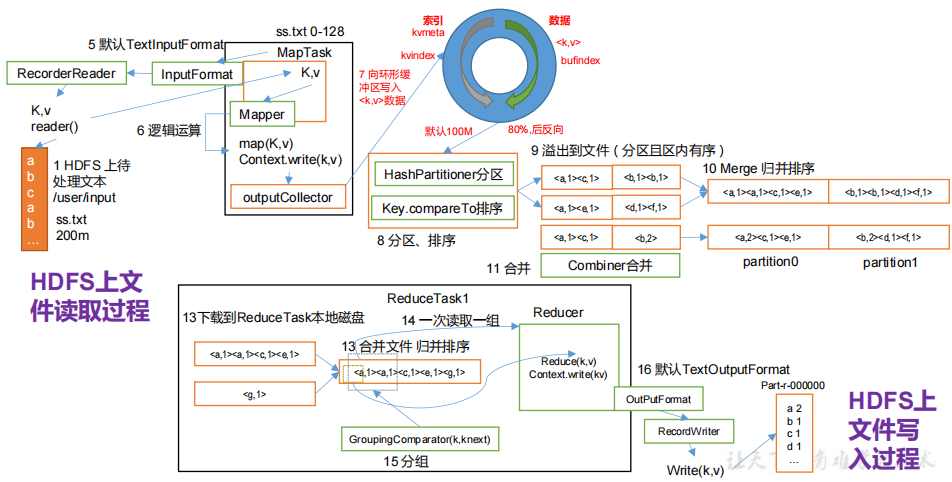 ss.txt 0-128
5 默认TextInputFormat
MapTask
RecorderReader
InputFormat
K,v
K,v
reader()
Mapper
6 逻辑运算
map(K,v)
Context.write(k,v)
outputCollector
a
b
c
a
b
...
1 HDFS 上待
处理文本
/user/input
ss.txt
200m
HDFS上文
件读取过程
7 向环形缓
冲区写入
<k,v>数据
索引
kvmeta
kvindex
数据
<k,v>
bufindex
默认100M
80%,后反向
HashPartitioner分区
Key.compareTo排序
8 分区、排序
9 溢出到文件（分区且区内有序）
<a,1><c,1>
<b,1><b,1>
<a,1><e,1>
<d,1><f,1>
<a,1><c,1>
<b,2>
11 合并
Combiner合并
10 Merge 归并排序
<a,1><a,1><c,1><e,1>
<b,1><b,1><d,1><f,1>
<a,2><c,1><e,1>
<b,2><d,1><f,1>
partition0
partition1
ReduceTask1
13下载到ReduceTask本地磁盘
<a,1><a,1><c,1><e,1>
<g,1>
14 一次读取一组
13 合并文件 归并排序
<a,1><a,1><c,1><e,1><g,1>
GroupingComparator(k,knext)
15 分组
Reducer
Reduce(k,v)
Context.write(kv)
16 默认TextOutputFormat
OutPutFormat
RecordWriter
Write(k,v)
Part-r-000000
a 2
b 1
c 1
d 1
...
HDFS上
文件写
入过程